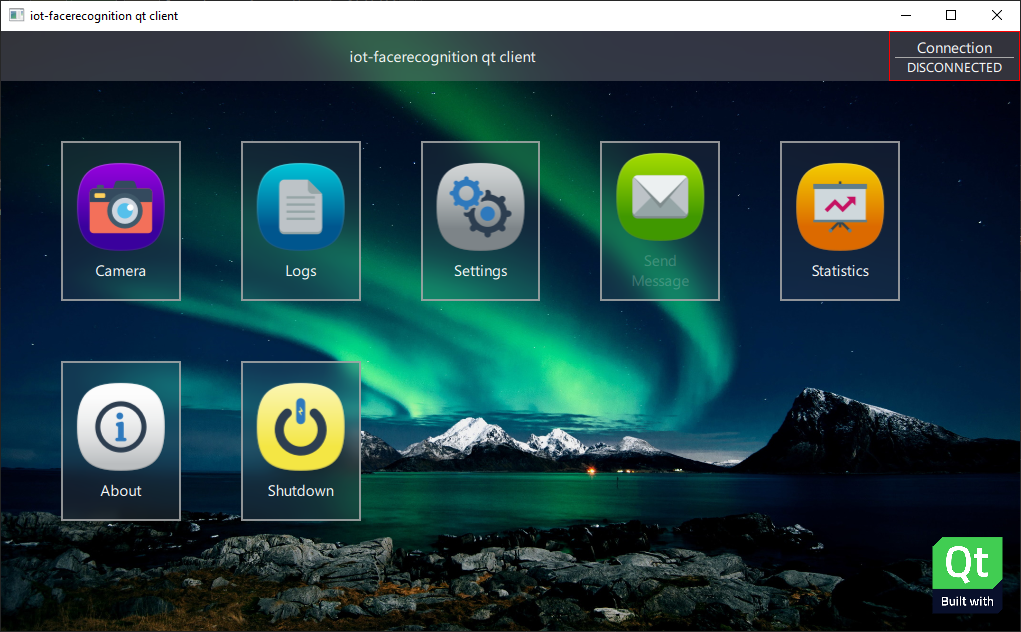 iot-facerecognition qt client
iot-facerecognition qt client
Connection
DISCONNECTED
Camera
Logs
Settings
Send
Message
Statistics
About
Shutdown
Qt
Built with